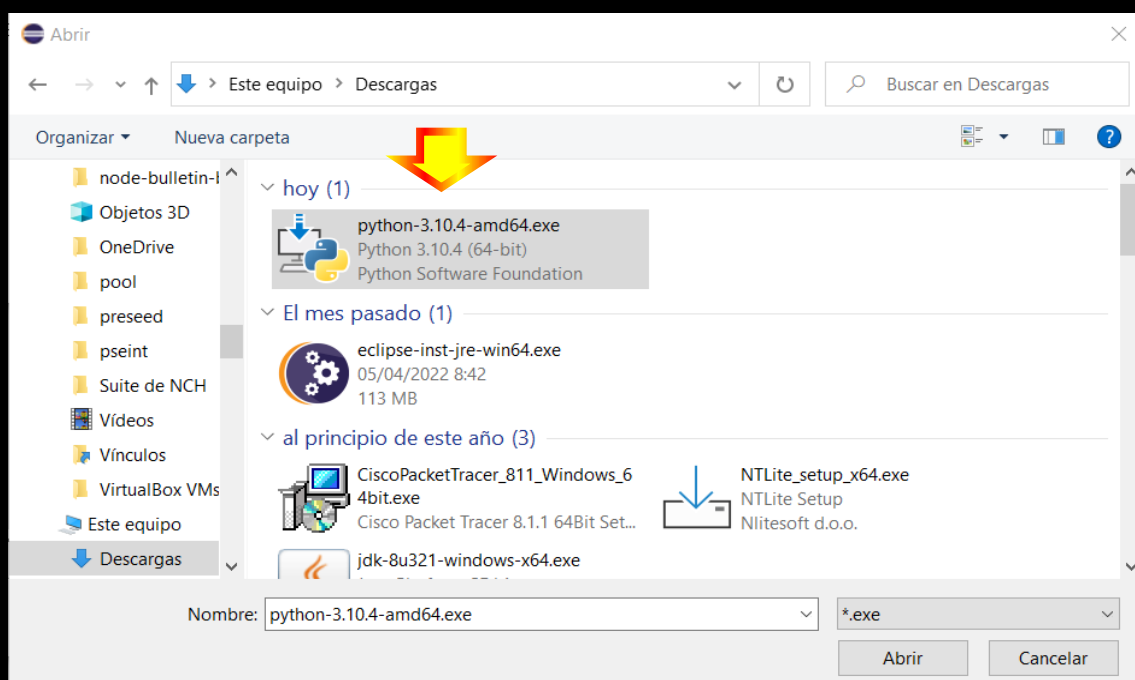 Abrir
Este equipo > Descargas
Buscar en Descargas
Organizar
Nueva carpeta
node-bulletin-b
Objetos 3D
OneDrive
pool
preseed
pseint
Suite de NCH
Vídeos
Vínculos
VirtualBox VMs
Este equipo
Descargas
hoy (1)
python-3.10.4-amd64.exe
Python 3.10.4 (64-bit)
Python Software Foundation
El mes pasado (1)
eclipse-inst-jre-win64.exe
05/04/2022 8:42
113 MB
al principio de este año (3)
CiscoPacketTracer_811_Windows_6
4bit.exe
Cisco Packet Tracer 8.1.1 64Bit Set...
NTLite_setup_x64.exe
NTLite Setup
Nlitesoft d.o.o.
jdk-8u321-windows-x64.exe
Nombre: python-3.10.4-amd64.exe
*.exe
Abrir
Cancelar